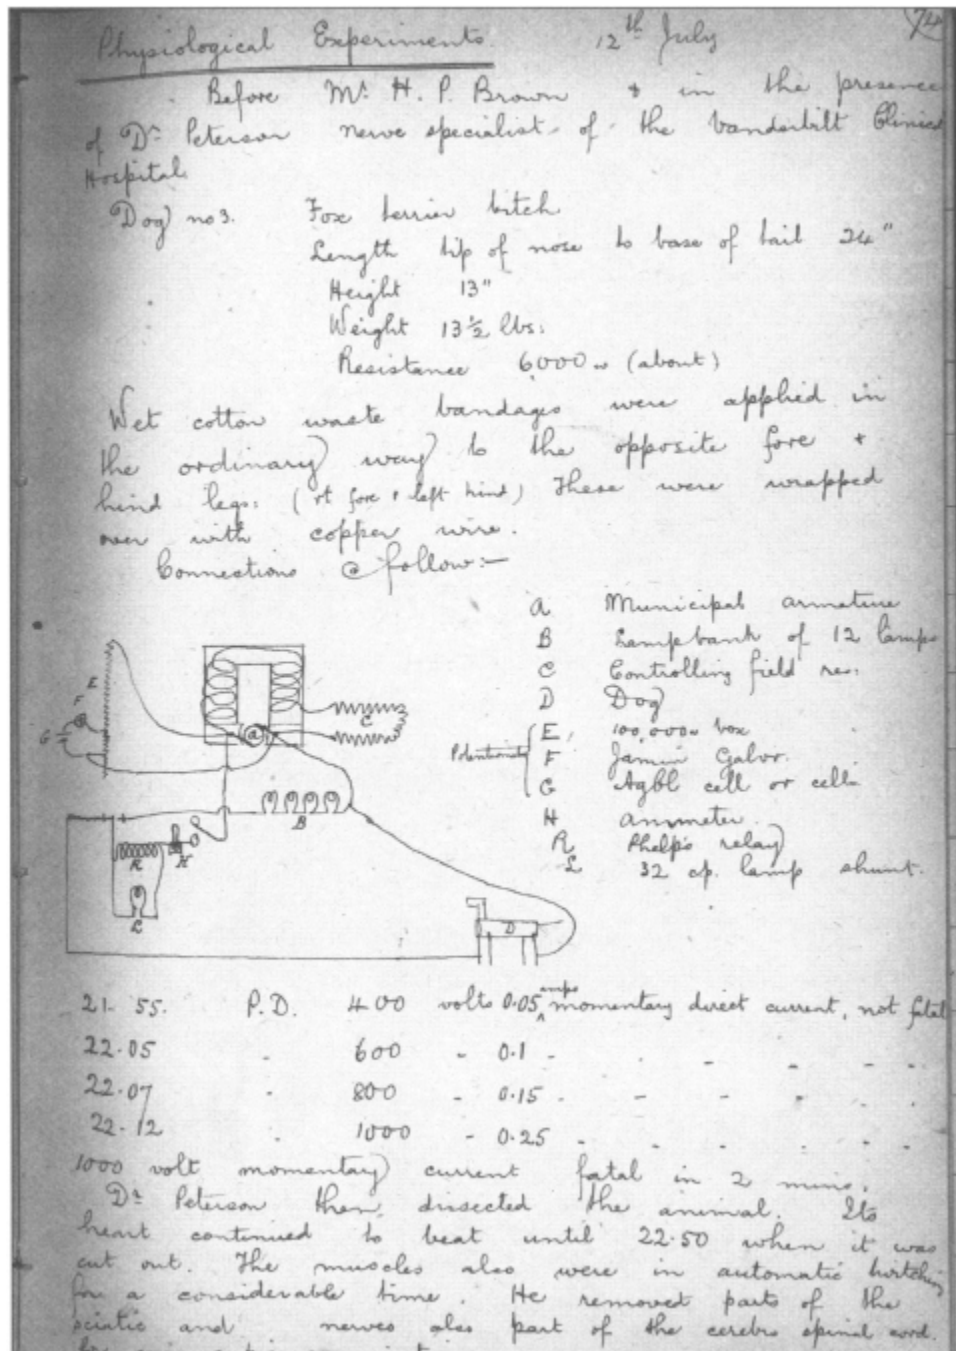 74
Physiological Experiments. 12th July
Before Mr. H. P. Brown & in the presence
of Dr. Peterson nerve specialist of the Vanderbilt Clinical
Hospital.
Dog no 3. Fox terrier bitch
Length tip of nose to base of tail 24"
Height 13"
Weight 13½ lbs.
Resistance 6000 ω (about)
Wet cotton waste bandages were applied in
the ordinary way to the opposite fore &
hind legs: (rt fore & left hind) These were wrapped
over with copper wire.
Connections follow:-
A Municipal armature
B Lampbank of 12 lamps
C Controlling field res:
D Dog
E 100,000 ω box
Potentiometer
F Jamin Galvr.
G AgCl cell or cells
H ammeter.
R Phelps relay
L 32 cp. lamp shunt.
E
F
G
a
C
B
R
H
L
D
21.55. P.D. 400 volts 0.05 amps momentary direct current, not fatal
22.05 " 600 " 0.1 " " " " "
22.07 " 800 " 0.15 " " " " "
22.12 " 1000 " 0.25 " " " " "
1000 volt momentary current fatal in 2 mins.
Dr. Peterson then dissected the animal. Its
heart continued to beat until 22.50 when it was
cut out. The muscles also were in automatic twitching
for a considerable time. He removed parts of the
sciatic and nerves also part of the cerebro spinal cord.